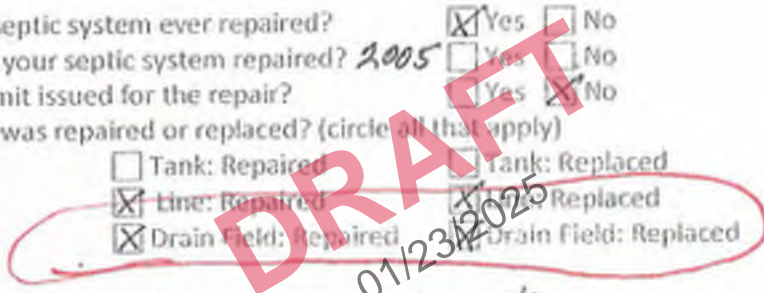 septic system ever repaired? Yes No
your septic system repaired? 2005 Yes No
mit issued for the repair? Yes No
was repaired or replaced? (circle all that apply)
Tank: Repaired Tank: Replaced
Line: Repaired Line: Replaced
Drain Field: Repaired Drain Field: Replaced
DRAFT
01/23/2025